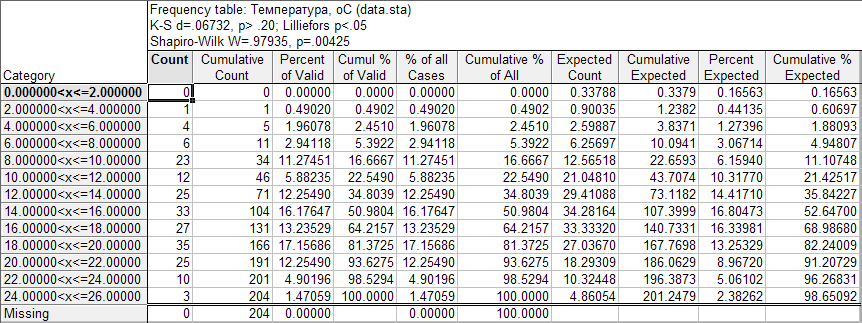 Frequency table: Температура, oC (data.sta)
K-S d=.06732, p> .20; Lilliefors p<.05
Shapiro-Wilk W=.97935, p=.00425
Category Count Cumulative Count Percent of Valid Cumul % of Valid % of all Cases Cumulative % of All Expected Count Cumulative Expected Percent Expected Cumulative % Expected
0.000000<x<=2.000000 0 0 0.00000 0.0000 0.00000 0.0000 0.33788 0.3379 0.16563 0.16563
2.000000<x<=4.000000 1 1 0.49020 0.4902 0.49020 0.4902 0.90035 1.2382 0.44135 0.60697
4.000000<x<=6.000000 4 5 1.96078 2.4510 1.96078 2.4510 2.59887 3.8371 1.27396 1.88093
6.000000<x<=8.000000 6 11 2.94118 5.3922 2.94118 5.3922 6.25697 10.0941 3.06714 4.94807
8.000000<x<=10.00000 23 34 11.27451 16.6667 11.27451 16.6667 12.56518 22.6593 6.15940 11.10748
10.00000<x<=12.00000 12 46 5.88235 22.5490 5.88235 22.5490 21.04810 43.7074 10.31770 21.42517
12.00000<x<=14.00000 25 71 12.25490 34.8039 12.25490 34.8039 29.41088 73.1182 14.41710 35.84227
14.00000<x<=16.00000 33 104 16.17647 50.9804 16.17647 50.9804 34.28164 107.3999 16.80473 52.64700
16.00000<x<=18.00000 27 131 13.23529 64.2157 13.23529 64.2157 33.33320 140.7331 16.33981 68.98680
18.00000<x<=20.00000 35 166 17.15686 81.3725 17.15686 81.3725 27.03670 167.7698 13.25329 82.24009
20.00000<x<=22.00000 25 191 12.25490 93.6275 12.25490 93.6275 18.29309 186.0629 8.96720 91.20729
22.00000<x<=24.00000 10 201 4.90196 98.5294 4.90196 98.5294 10.32448 196.3873 5.06102 96.26831
24.00000<x<=26.00000 3 204 1.47059 100.0000 1.47059 100.0000 4.86054 201.2479 2.38262 98.65092
Missing 0 204 0.00000 0.00000 100.0000